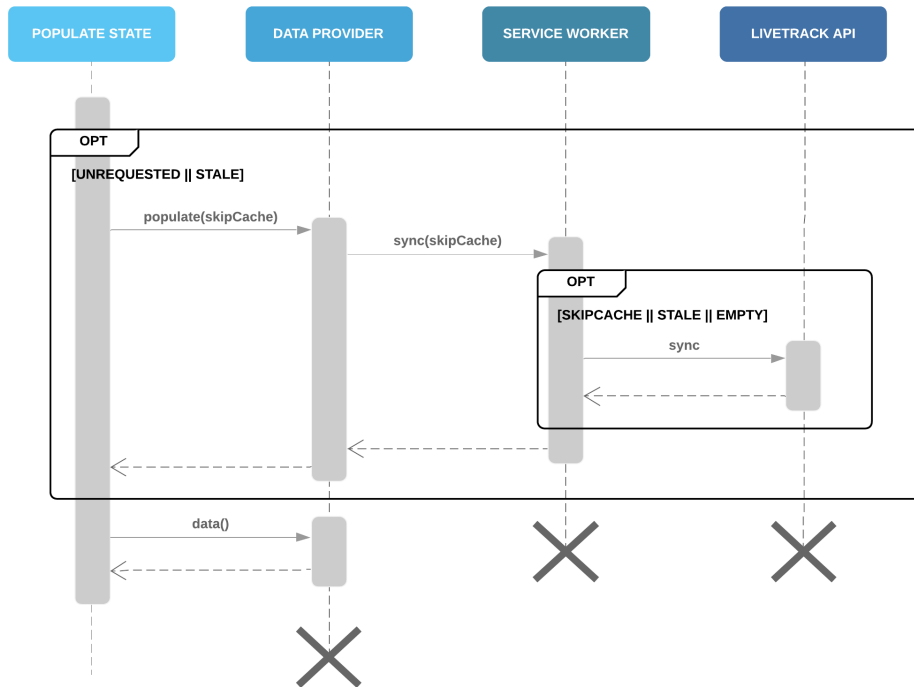 POPULATE STATE
DATA PROVIDER
SERVICE WORKER
LIVETRACK API
OPT
[UNREQUESTED || STALE]
populate(skipCache)
sync(skipCache)
OPT
[SKIPCACHE || STALE || EMPTY]
sync
data()